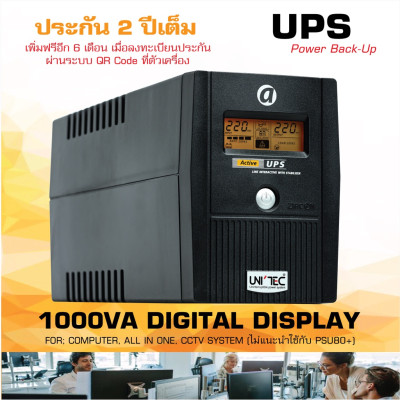 ประกัน 2 ปีเต็ม
เพิ่มฟรีอีก 6 เดือน เมื่อลงทะเบียนประกัน
ผ่านระบบ QR Code ที่ตัวเครื่อง
UPS
Power Back-Up
a
220 220
Active UPS
LINE INTERACTIVE WITH STABILIZER
UNITEC
1000VA DIGITAL DISPLAY
FOR; COMPUTER, ALL IN ONE. CCTV SYSTEM (ไม่แนะนำใช้กับ PSU80+)